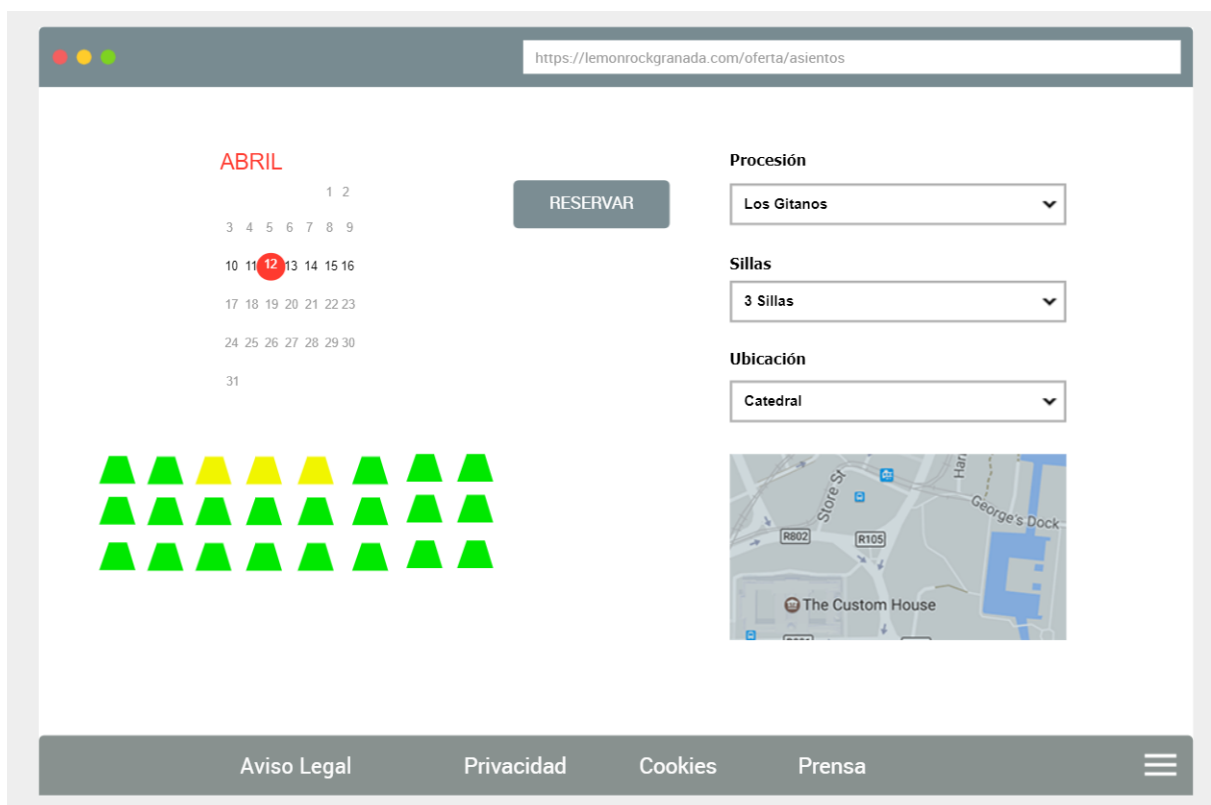 https://lemonrockgranada.com/oferta/asientos
ABRIL
1 2
3 4 5 6 7 8 9
10 11 12 13 14 15 16
17 18 19 20 21 22 23
24 25 26 27 28 29 30
31
RESERVAR
Procesión
Los Gitanos
Sillas
3 Sillas
Ubicación
Catedral
Store St
George's Dock
R802
R105
The Custom House
Aviso Legal
Privacidad
Cookies
Prensa